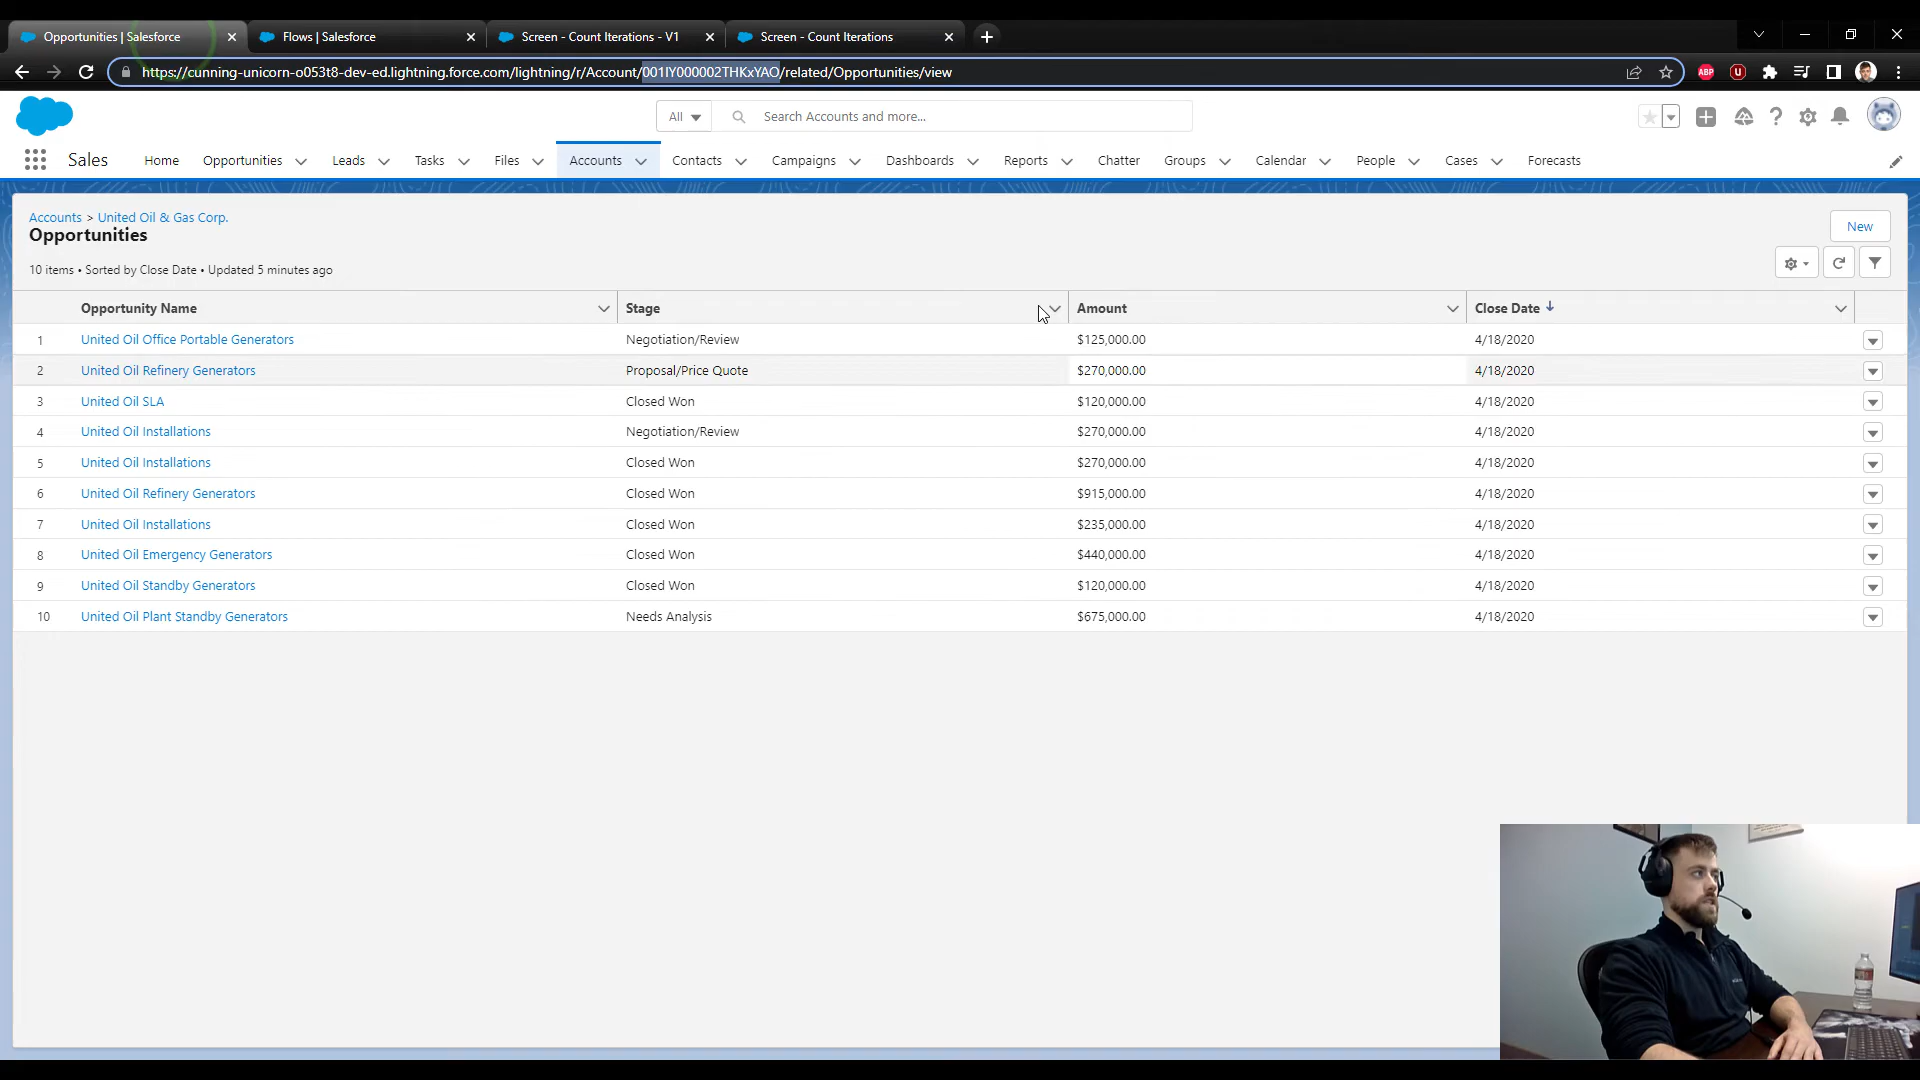 Opportunities | Salesforce
Flows | Salesforce
Screen - Count Iterations - V1
Screen - Count Iterations
https://cunning-unicorn-o053t8-dev-ed.lightning.force.com/lightning/r/Account/001IY000002THKxYAO/related/Opportunities/view
ABP
All
Search Accounts and more...
Sales Home Opportunities Leads Tasks Files Accounts Contacts Campaigns Dashboards Reports Chatter Groups Calendar People Cases Forecasts
Accounts > United Oil & Gas Corp.
Opportunities
New
10 items • Sorted by Close Date • Updated 5 minutes ago
Opportunity Name Stage Amount Close Date
1 United Oil Office Portable Generators Negotiation/Review $125,000.00 4/18/2020
2 United Oil Refinery Generators Proposal/Price Quote $270,000.00 4/18/2020
3 United Oil SLA Closed Won $120,000.00 4/18/2020
4 United Oil Installations Negotiation/Review $270,000.00 4/18/2020
5 United Oil Installations Closed Won $270,000.00 4/18/2020
6 United Oil Refinery Generators Closed Won $915,000.00 4/18/2020
7 United Oil Installations Closed Won $235,000.00 4/18/2020
8 United Oil Emergency Generators Closed Won $440,000.00 4/18/2020
9 United Oil Standby Generators Closed Won $120,000.00 4/18/2020
10 United Oil Plant Standby Generators Needs Analysis $675,000.00 4/18/2020